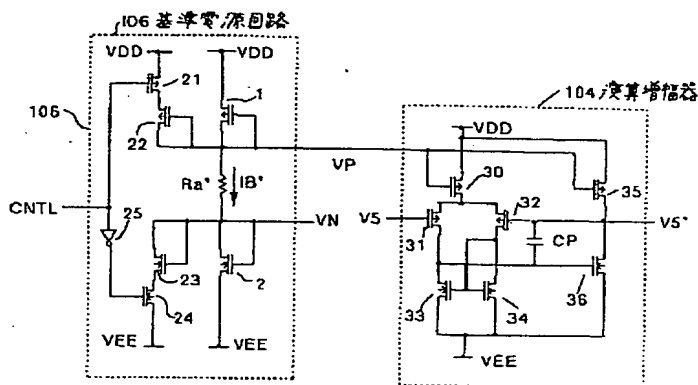 106 基準電源回路
VDD
VDD
21
1
22
106
Ra'
IB'
CNTL
25
VN
23
2
24
VEE
VEE
VP
104 演算増幅器
VDD
30
35
V5
32
V5'
31
CP
33
34
36
VEE